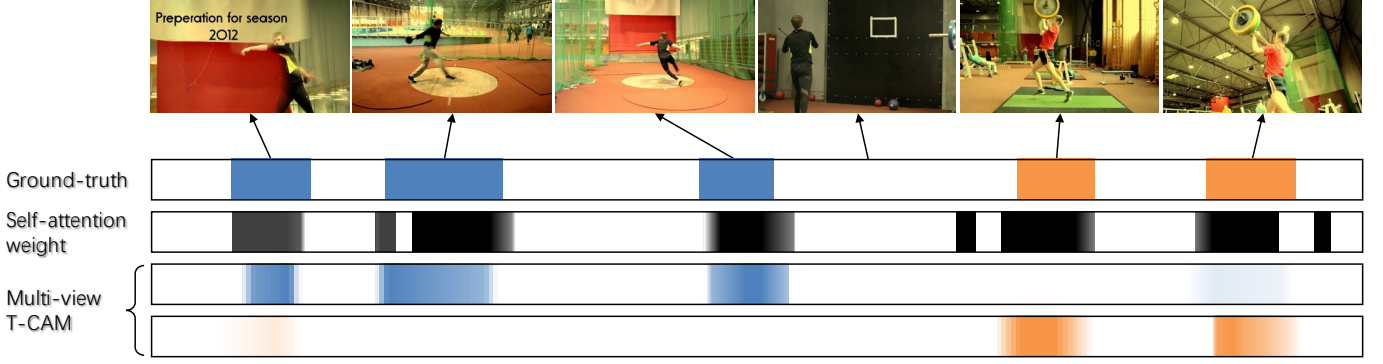 Preperation for season
2012
Ground-truth
Self-attention
weight
Multi-view
T-CAM